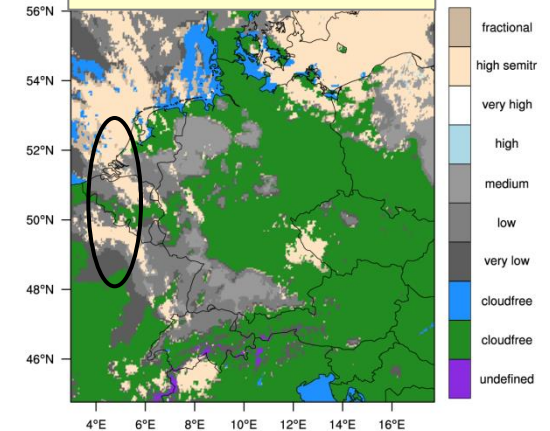 56°N
54°N
52°N
50°N
48°N
46°N
4°E
6°E
8°E
10°E
12°E
14°E
16°E
fractional
high semitr
very high
high
medium
low
very low
cloudfree
cloudfree
undefined